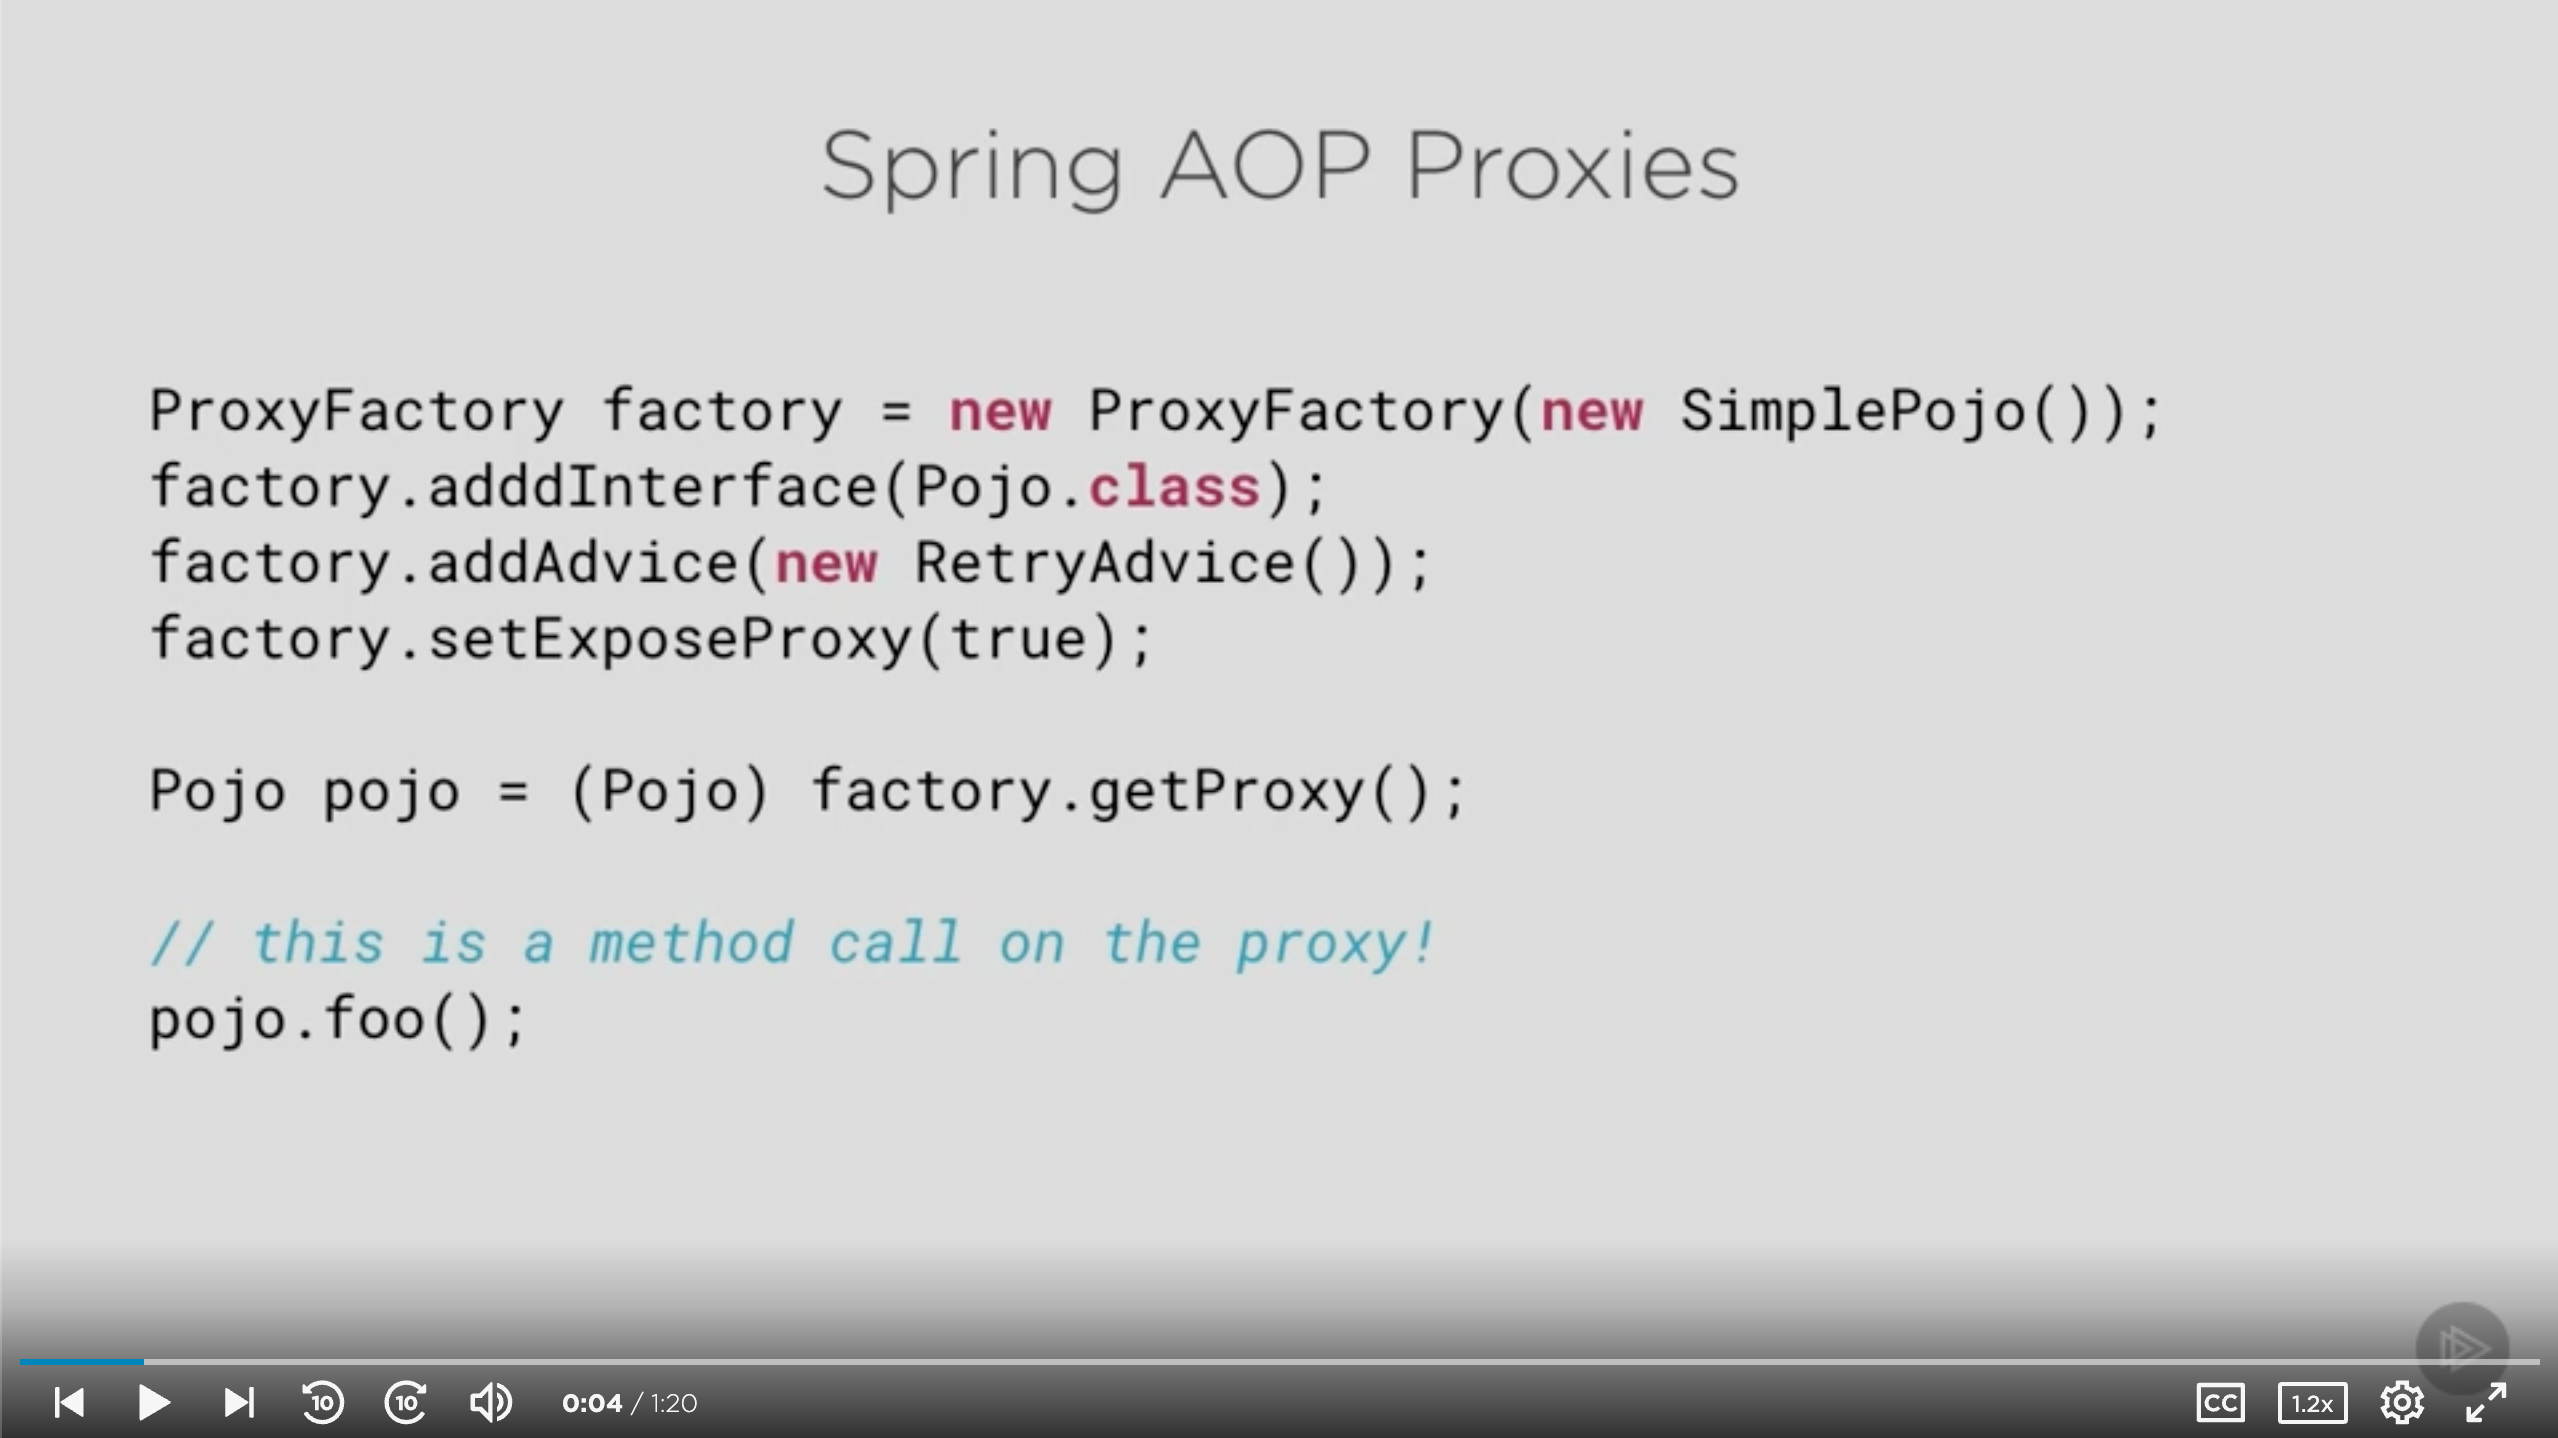 Spring AOP Proxies
ProxyFactory factory = new ProxyFactory(new SimplePojo());
factory.adddInterface(Pojo.class);
factory.addAdvice(new RetryAdvice());
factory.setExposeProxy(true);
Pojo pojo = (Pojo) factory.getProxy();
// this is a method call on the proxy!
pojo.foo();
10 10 0:04 / 1:20 CC 1.2x